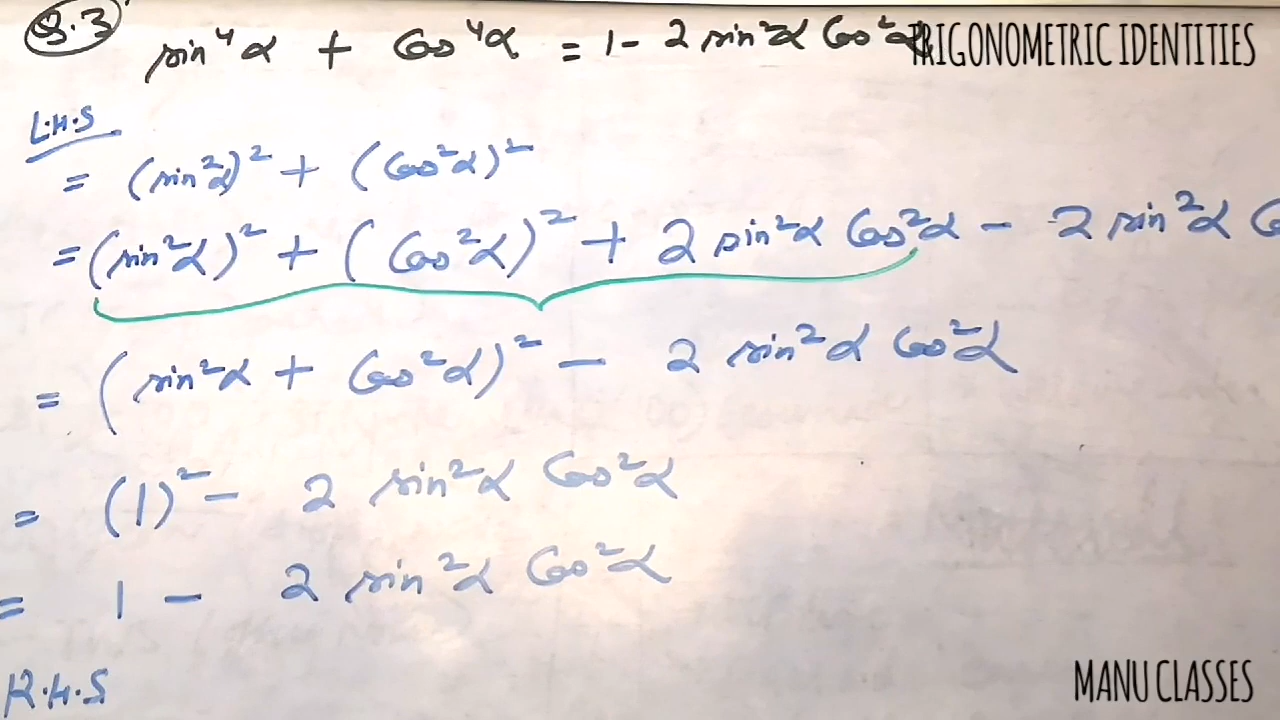 Q.3 sin⁴α + Cos⁴α = 1 - 2 sin²α Cos²α
TRIGONOMETRIC IDENTITIES
L.H.S
= (sin²α)² + (Cos²α)²
= (sin²α)² + (Cos²α)² + 2 sin²α Cos²α - 2 sin²α
= (sin²α + Cos²α)² - 2 sin²α Cos²α
= (1)² - 2 sin²α Cos²α
= 1 - 2 sin²α Cos²α
R.H.S
MANU CLASSES